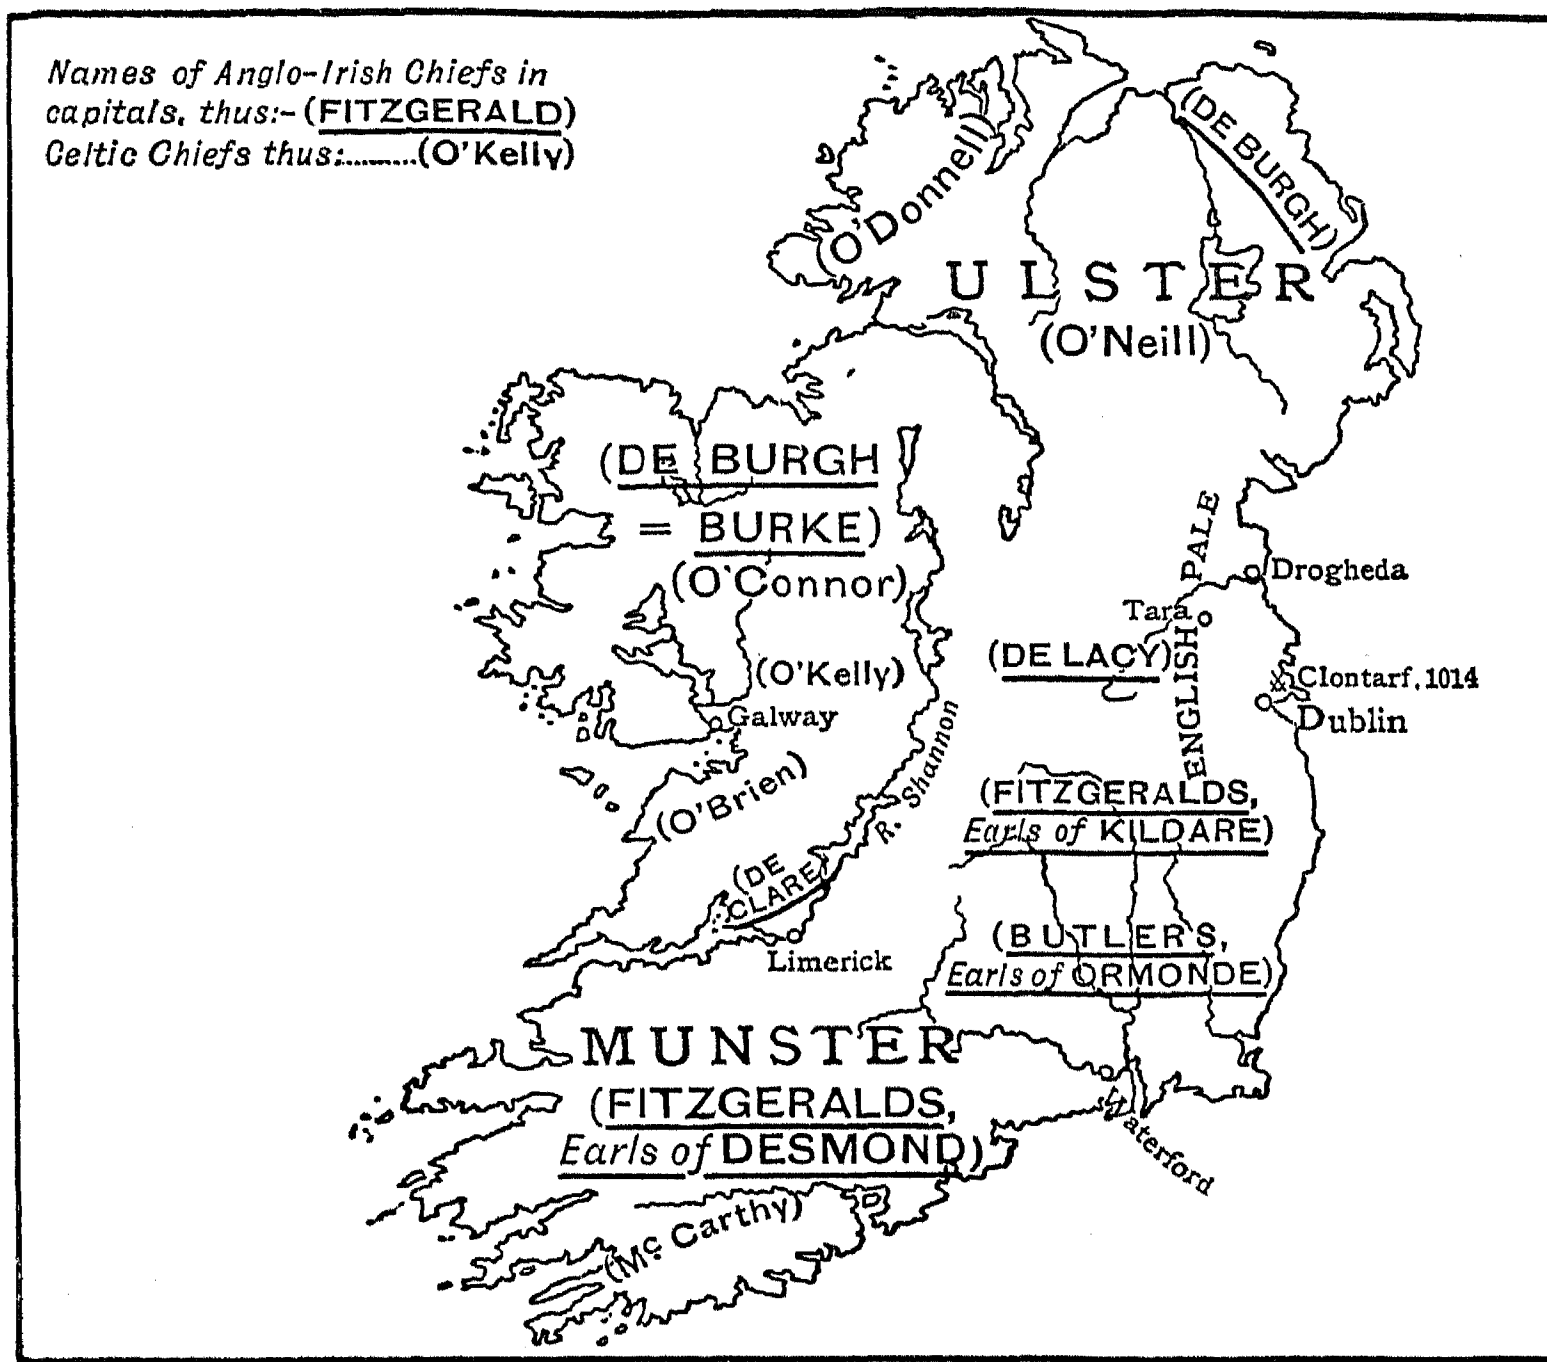 Names of Anglo-Irish Chiefs in
capitals, thus:- (FITZGERALD)
Celtic Chiefs thus:.........(O'Kelly)
(DE BURGH)
(O'Donnell)
ULSTER
(O'Neill)
(DE BURGH
= BURKE)
(O'Connor)
ENGLISH PALE
Drogheda
Tara
(DE LACY)
(O'Kelly)
Clontarf, 1014
Galway
Dublin
R. Shannon
(O'Brien)
(FITZGERALDS,
Earls of KILDARE)
(DE
CLARE)
(BUTLERS,
Earls of ORMONDE)
Limerick
MUNSTER
(FITZGERALDS,
Earls of DESMOND)
Waterford
(Mc. Carthy)